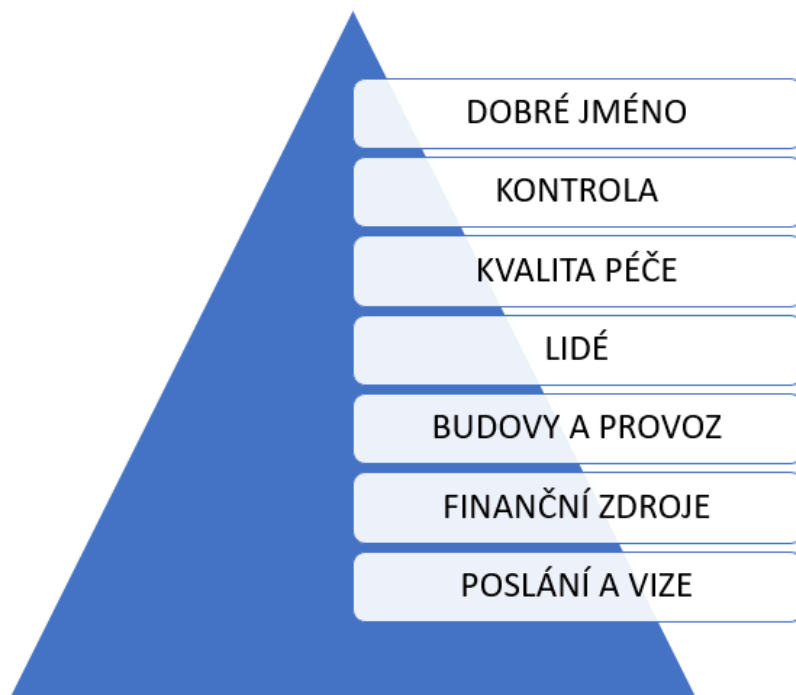 DOBRÉ JMÉNO
KONTROLA
KVALITA PÉČE
LIDÉ
BUDOVY A PROVOZ
FINANČNÍ ZDROJE
POSLÁNÍ A VIZE